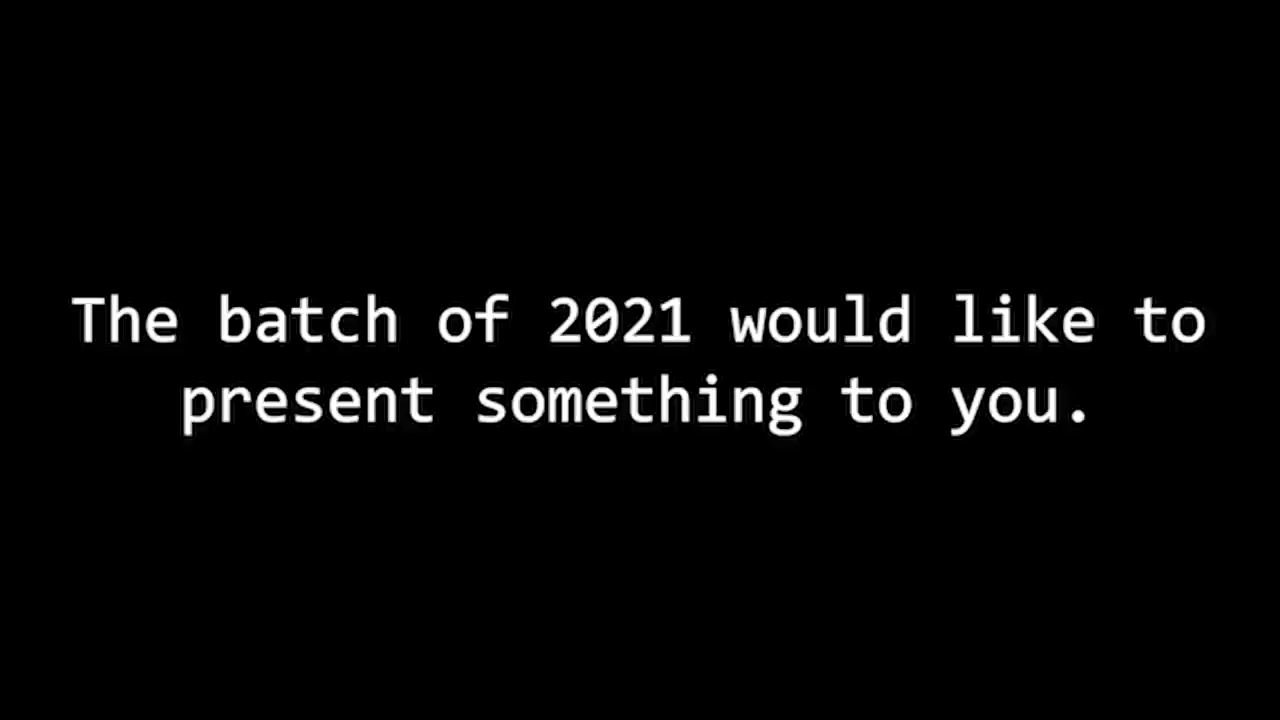 The batch of 2021 would like to
present something to you.